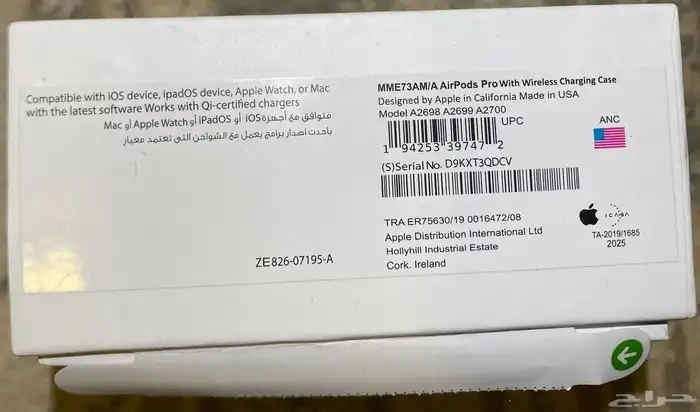 Compatible with iOS device, ipadOS device, Apple Watch, or Mac
with the latest software Works with Qi-certified chargers
متوافق مع أجهزة iOS أو iPadOS أو Apple Watch أو Mac
باحدث اصدار برامج يعمل مع الشواحن التي تعتمد معيار
ZE826-07195-A
MME73AM/A AirPods Pro With Wireless Charging Case
Designed by Apple in California Made in USA
Model A2698 A2699 A2700
UPC
1 94253 39747 2
ANC
(S)Serial No. D9KXT3QDCV
TRA ER75630/19 0016472/08
Apple Distribution International Ltd
Hollyhill Industrial Estate
Cork. Ireland
ICASA
TA-2019/1685
2025
حراج